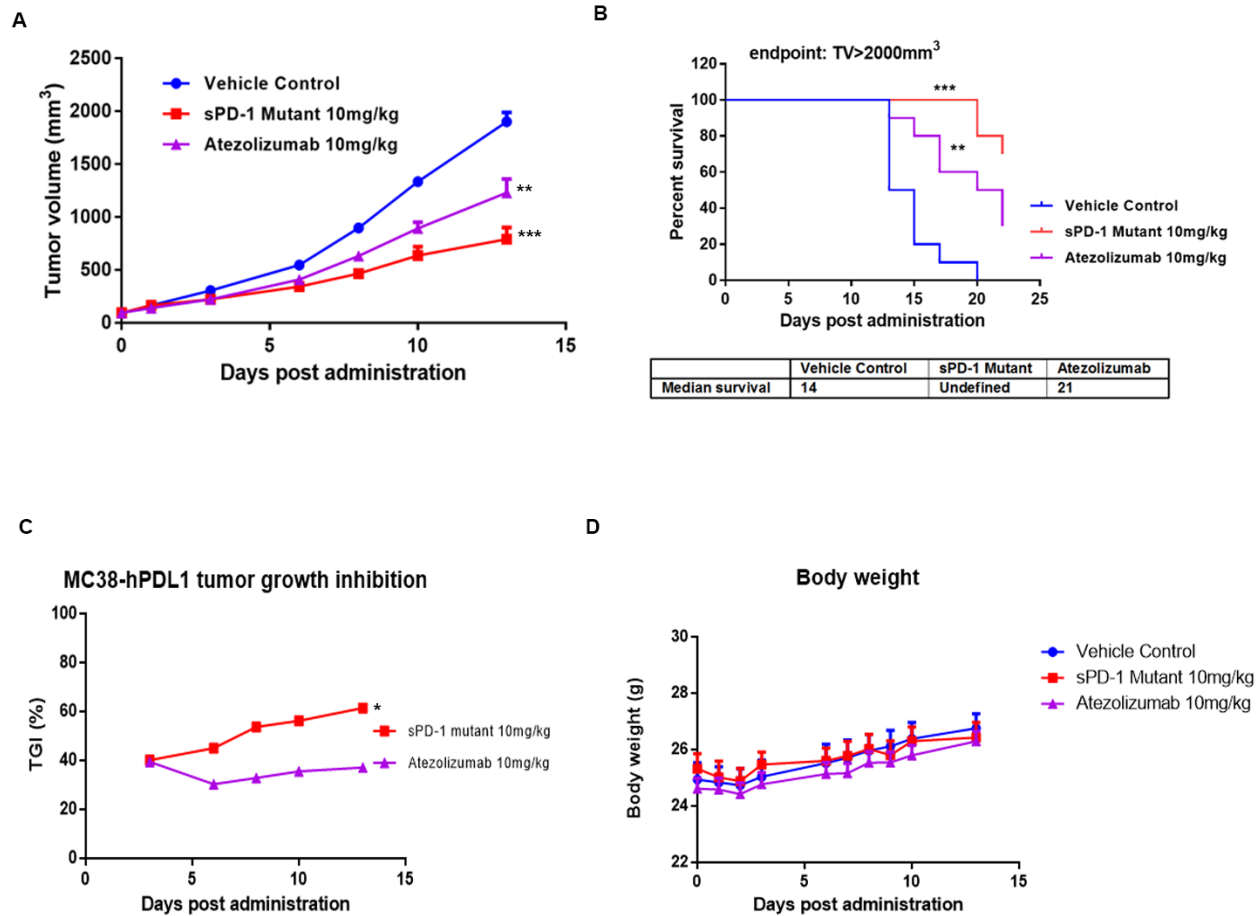 A
2500
2000
1500
1000
500
0
0 5 10 15
Tumor volume (mm³)
Days post administration
Vehicle Control
sPD-1 Mutant 10mg/kg
Atezolizumab 10mg/kg
**
***
B
endpoint: TV>2000mm³
120
100
80
60
40
20
0
0 5 10 15 20 25
Percent survival
Days post administration
***
**
Vehicle Control
sPD-1 Mutant 10mg/kg
Atezolizumab 10mg/kg
Vehicle Control sPD-1 Mutant Atezolizumab
Median survival 14 Undefined 21
C
MC38-hPDL1 tumor growth inhibition
100
80
60
40
20
0
0 5 10 15
TGI (%)
Days post administration
*
sPD-1 mutant 10mg/kg
Atezolizumab 10mg/kg
D
Body weight
30
28
26
24
22
0 5 10 15
Body weight (g)
Days post administration
Vehicle Control
sPD-1 Mutant 10mg/kg
Atezolizumab 10mg/kg